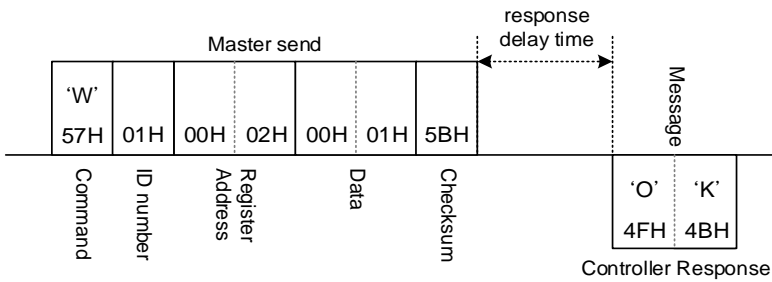 response
delay time
Master send
Message
‘W’
57H 01H 00H 02H 00H 01H 5BH
Command
ID number
Register
Address
Data
Checksum
‘O’ ‘K’
4FH 4BH
Controller Response